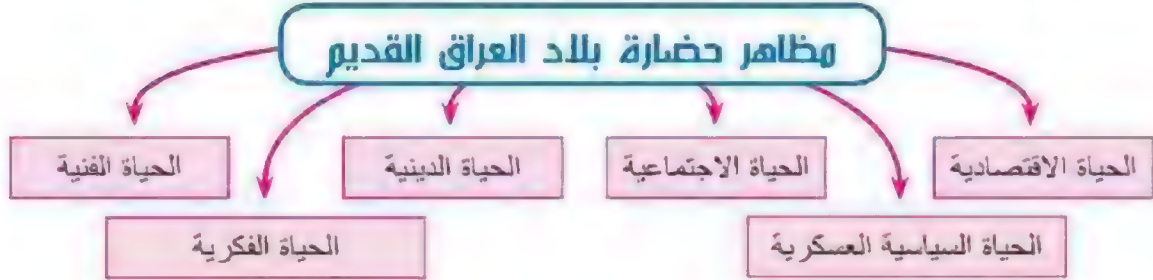 مظاهر حضارة بلاد العراق القديم
الحياة الاقتصادية
الحياة الاجتماعية
الحياة الدينية
الحياة الفنية
الحياة السياسية العسكرية
الحياة الفكرية